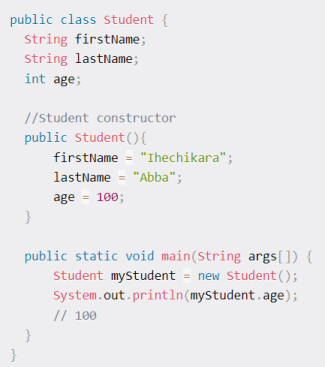 public class Student {
  String firstName;
  String lastName;
  int age;

  //Student constructor
  public Student(){
      firstName = "Ihechikara";
      lastName = "Abba";
      age = 100;
  }

  public static void main(String args[]) {
      Student myStudent = new Student();
      System.out.println(myStudent.age);
      // 100
  }
}